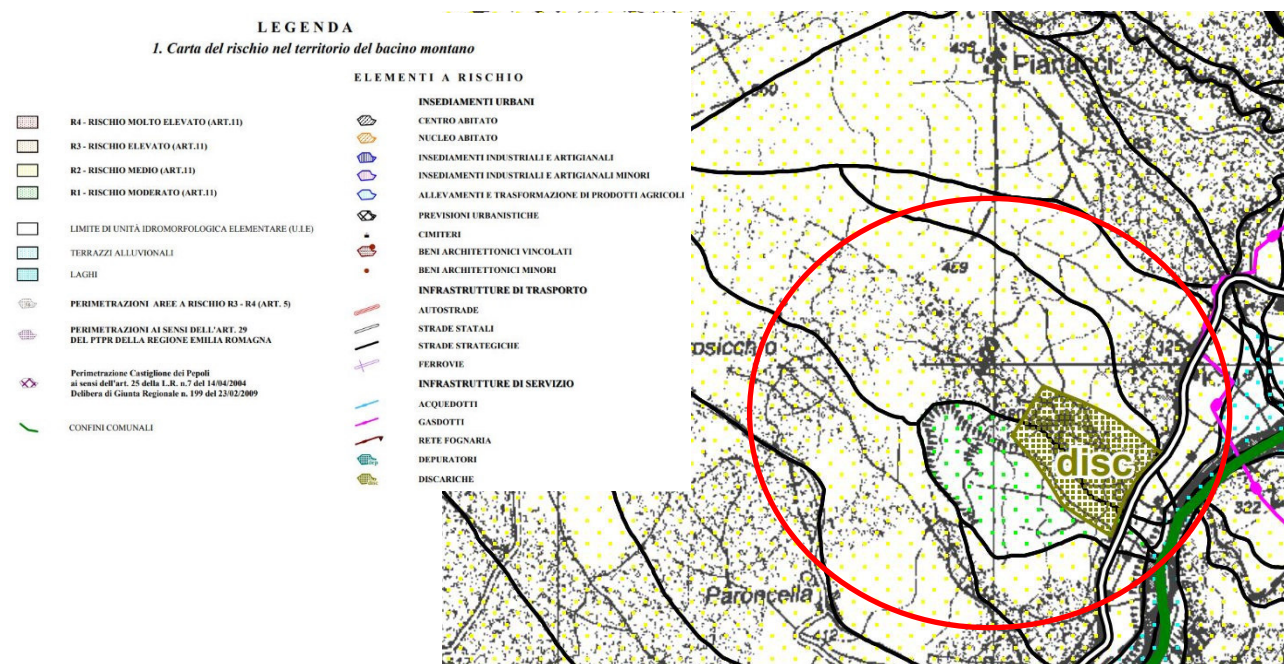 LEGENDA
1. Carta del rischio nel territorio del bacino montano
ELEMENTI A RISCHIO
R4 - RISCHIO MOLTO ELEVATO (ART.11)
R3 - RISCHIO ELEVATO (ART.11)
R2 - RISCHIO MEDIO (ART.11)
R1 - RISCHIO MODERATO (ART.11)
LIMITE DI UNITÀ IDROMORFOLOGICA ELEMENTARE (U.I.E)
TERRAZZI ALLUVIONALI
LAGHI
PERIMETRAZIONI AREE A RISCHIO R3 - R4 (ART. 5)
PERIMETRAZIONI AI SENSI DELL'ART. 29
DEL PTPR DELLA REGIONE EMILIA ROMAGNA
Perimetrazione Castiglione dei Pepoli
ai sensi dell'art. 25 della L.R. n.7 del 14/04/2004
Delibera di Giunta Regionale n. 199 del 23/02/2009
CONFINI COMUNALI
INSEDIAMENTI URBANI
CENTRO ABITATO
NUCLEO ABITATO
INSEDIAMENTI INDUSTRIALI E ARTIGIANALI
INSEDIAMENTI INDUSTRIALI E ARTIGIANALI MINORI
ALLEVAMENTI E TRASFORMAZIONE DI PRODOTTI AGRICOLI
PREVISIONI URBANISTICHE
CIMITERI
BENI ARCHITETTONICI VINCOLATI
BENI ARCHITETTONICI MINORI
INFRASTRUTTURE DI TRASPORTO
AUTOSTRADE
STRADE STATALI
STRADE STRATEGICHE
FERROVIE
INFRASTRUTTURE DI SERVIZIO
ACQUEDOTTI
GASDOTTI
RETE FOGNARIA
DEPURATORI
DISCARICHE
459
osicchio
disc
322
Paroncella